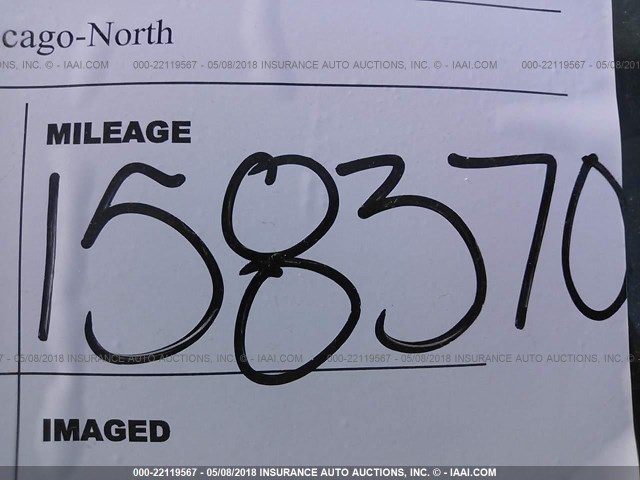 cago-North
NS, INC. © - IAAI.COM 000-22119567 - 05/08/2018 INSURANCE AUTO AUCTIONS, INC. © - IAAI.COM 000-22119567 - 05/08/2018
MILEAGE
158370
7 - 05/08/2018 INSURANCE AUTO AUCTIONS, INC. © - IAAI.COM 000-22119567 - 05/08/2018 INSURANCE AUTO AUCTIONS, INC.
IMAGED
000-22119567 - 05/08/2018 INSURANCE AUTO AUCTIONS, INC. © - IAAI.COM